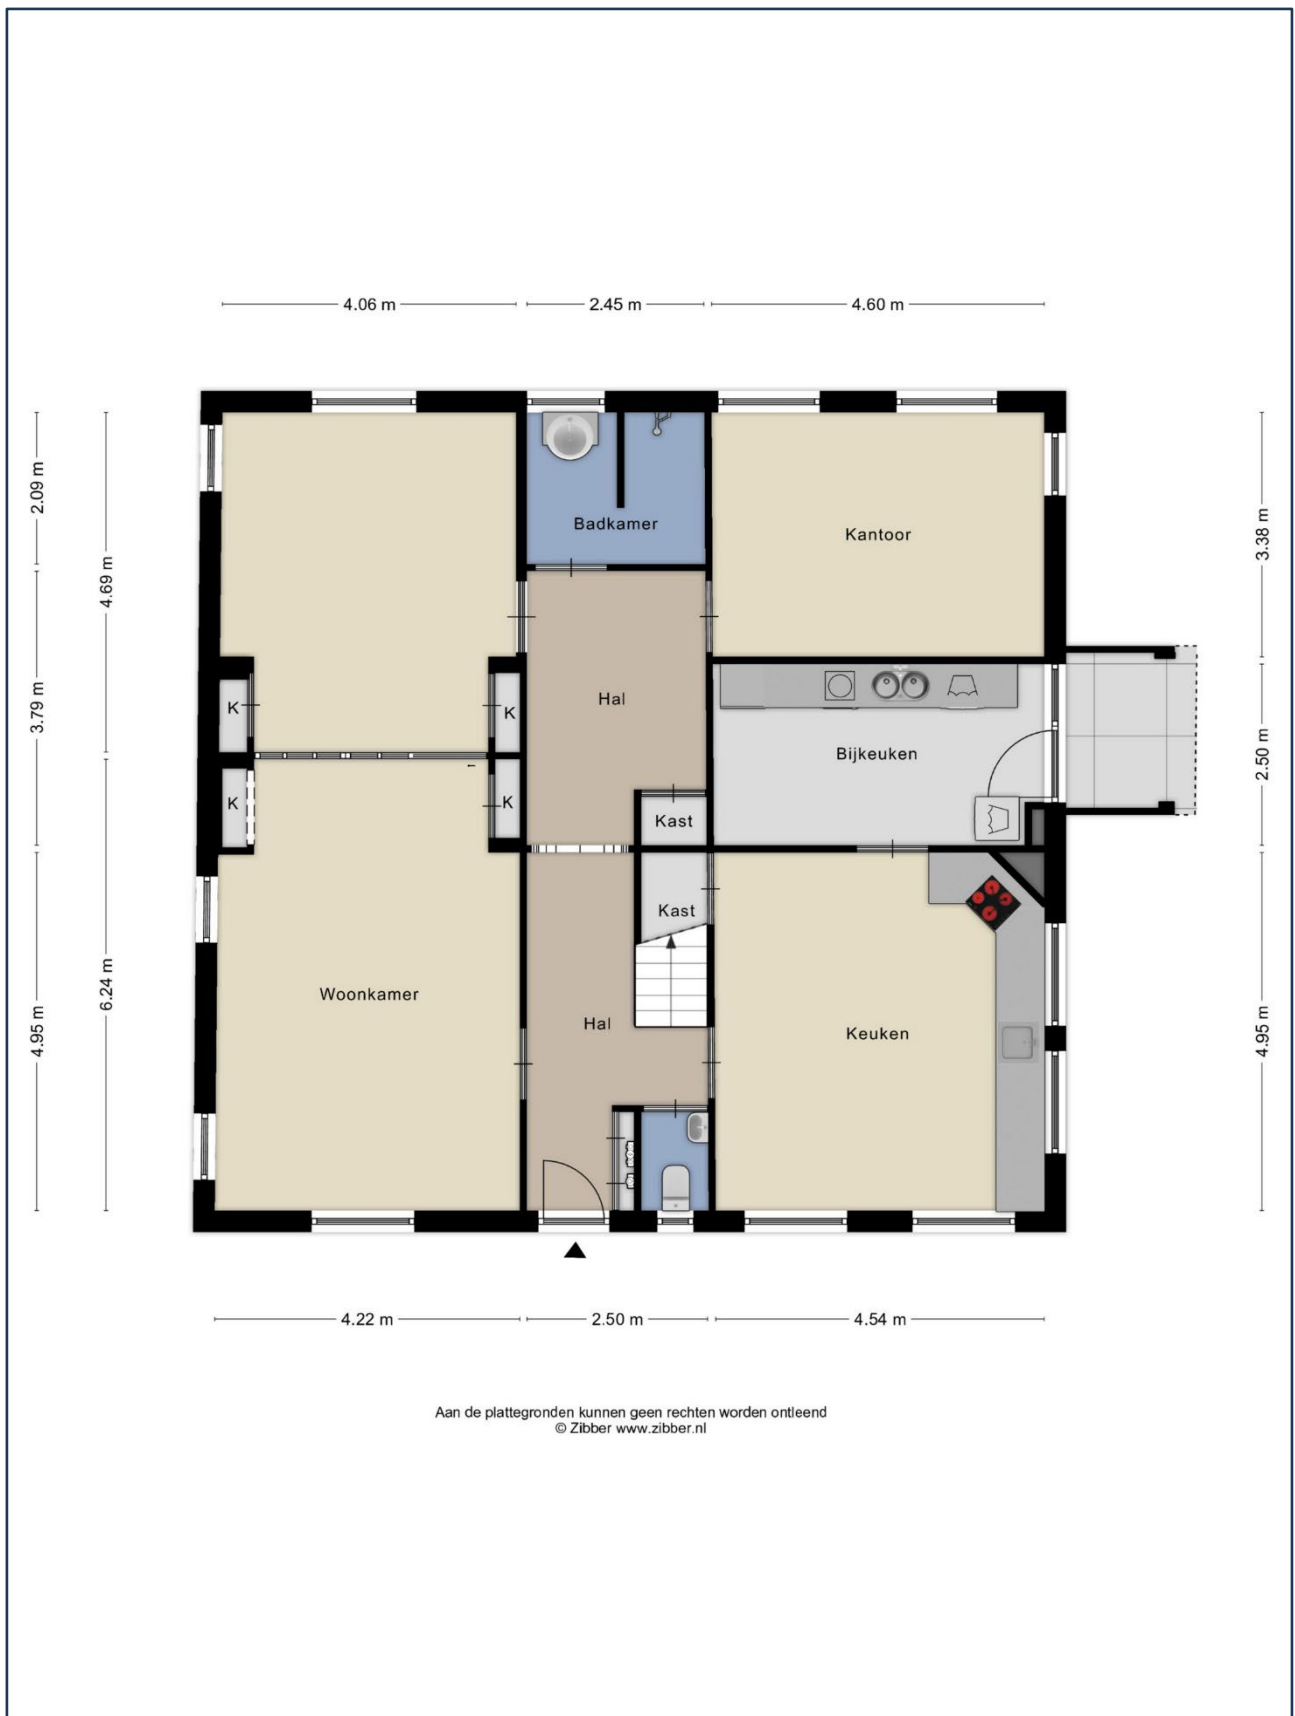 4.06 m
2.45 m
4.60 m
2.09 m
4.69 m
3.38 m
Badkamer
Kantoor
3.79 m
K
K
Hal
Bijkeuken
2.50 m
K
K
Kast
Kast
6.24 m
4.95 m
Woonkamer
Hal
Keuken
4.95 m
4.22 m
2.50 m
4.54 m
Aan de plattegronden kunnen geen rechten worden ontleend
© Zibber www.zibber.nl